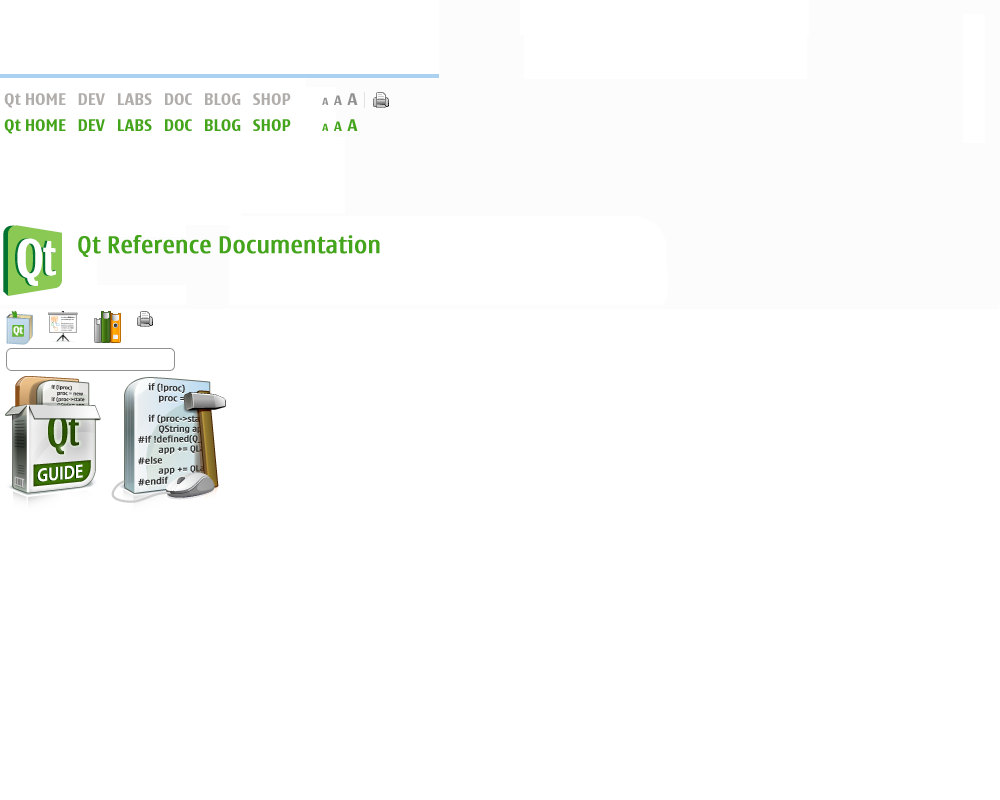 Qt HOME DEV LABS DOC BLOG SHOP A A A
Qt HOME DEV LABS DOC BLOG SHOP A A A
Qt
Qt Reference Documentation
Qt
if (!proc)
proc = new
if (proc->state
Qt
GUIDE
if (!proc)
proc =
if (proc->sta
QString ap
#if !defined(Q_
app += QL
#else
app += QLa
#endif